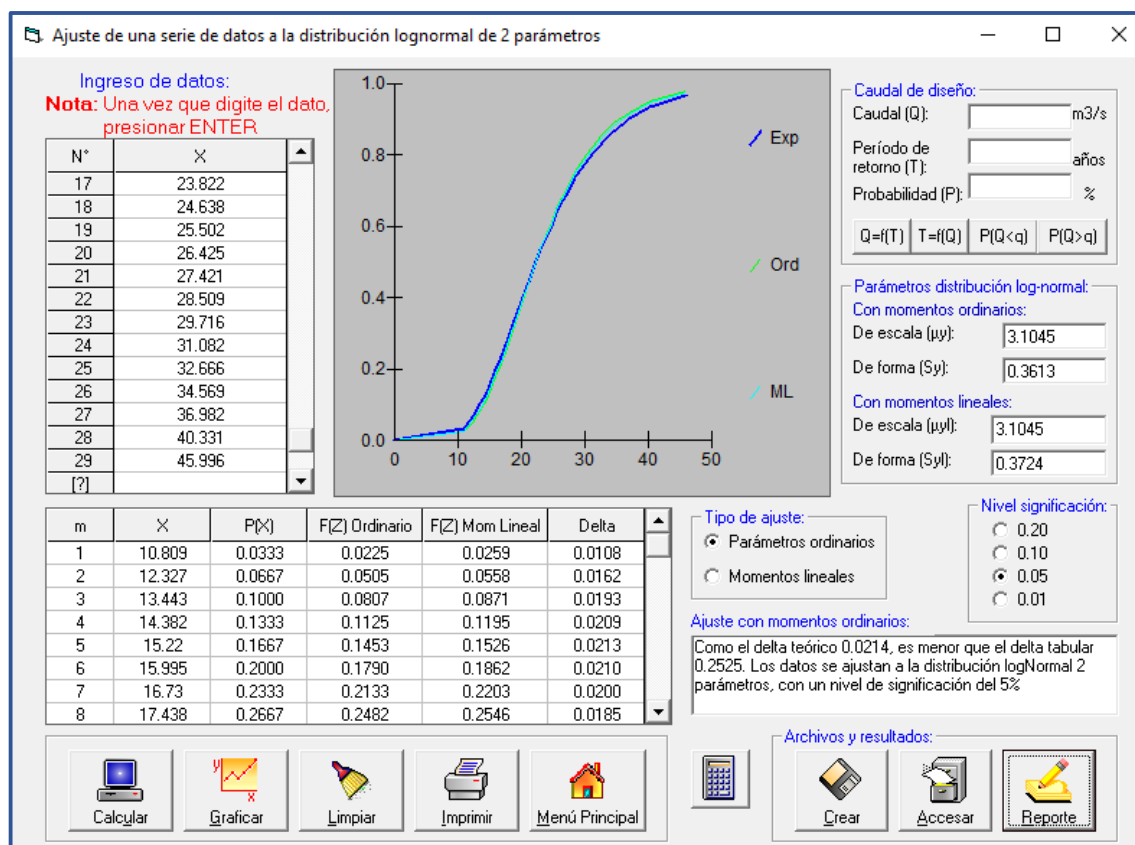 Ajuste de una serie de datos a la distribución lognormal de 2 parámetros
Ingreso de datos:
Nota: Una vez que digite el dato,
presionar ENTER
N° X
17 23.822
18 24.638
19 25.502
20 26.425
21 27.421
22 28.509
23 29.716
24 31.082
25 32.666
26 34.569
27 36.982
28 40.331
29 45.996
[?]
1.0
0.8
0.6
0.4
0.2
0.0
0 10 20 30 40 50
Exp
Ord
ML
Caudal de diseño:
Caudal (Q): m3/s
Período de
retorno (T): años
Probabilidad (P): %
Q=f(T) T=f(Q) P(Q<q) P(Q>q)
Parámetros distribución log-normal:
Con momentos ordinarios:
De escala (µy): 3.1045
De forma (Sy): 0.3613
Con momentos lineales:
De escala (µyl): 3.1045
De forma (Syl): 0.3724
m X P(X) F(Z) Ordinario F(Z) Mom Lineal Delta
1 10.809 0.0333 0.0225 0.0259 0.0108
2 12.327 0.0667 0.0505 0.0558 0.0162
3 13.443 0.1000 0.0807 0.0871 0.0193
4 14.382 0.1333 0.1125 0.1195 0.0209
5 15.22 0.1667 0.1453 0.1526 0.0213
6 15.995 0.2000 0.1790 0.1862 0.0210
7 16.73 0.2333 0.2133 0.2203 0.0200
8 17.438 0.2667 0.2482 0.2546 0.0185
Tipo de ajuste:
Parámetros ordinarios
Momentos lineales
Nivel significación:
0.20
0.10
0.05
0.01
Ajuste con momentos ordinarios:
Como el delta teórico 0.0214, es menor que el delta tabular
0.2525. Los datos se ajustan a la distribución logNormal 2
parámetros, con un nivel de significación del 5%
Calcular Graficar Limpiar Imprimir Menú Principal
Archivos y resultados:
Crear Accesar Reporte